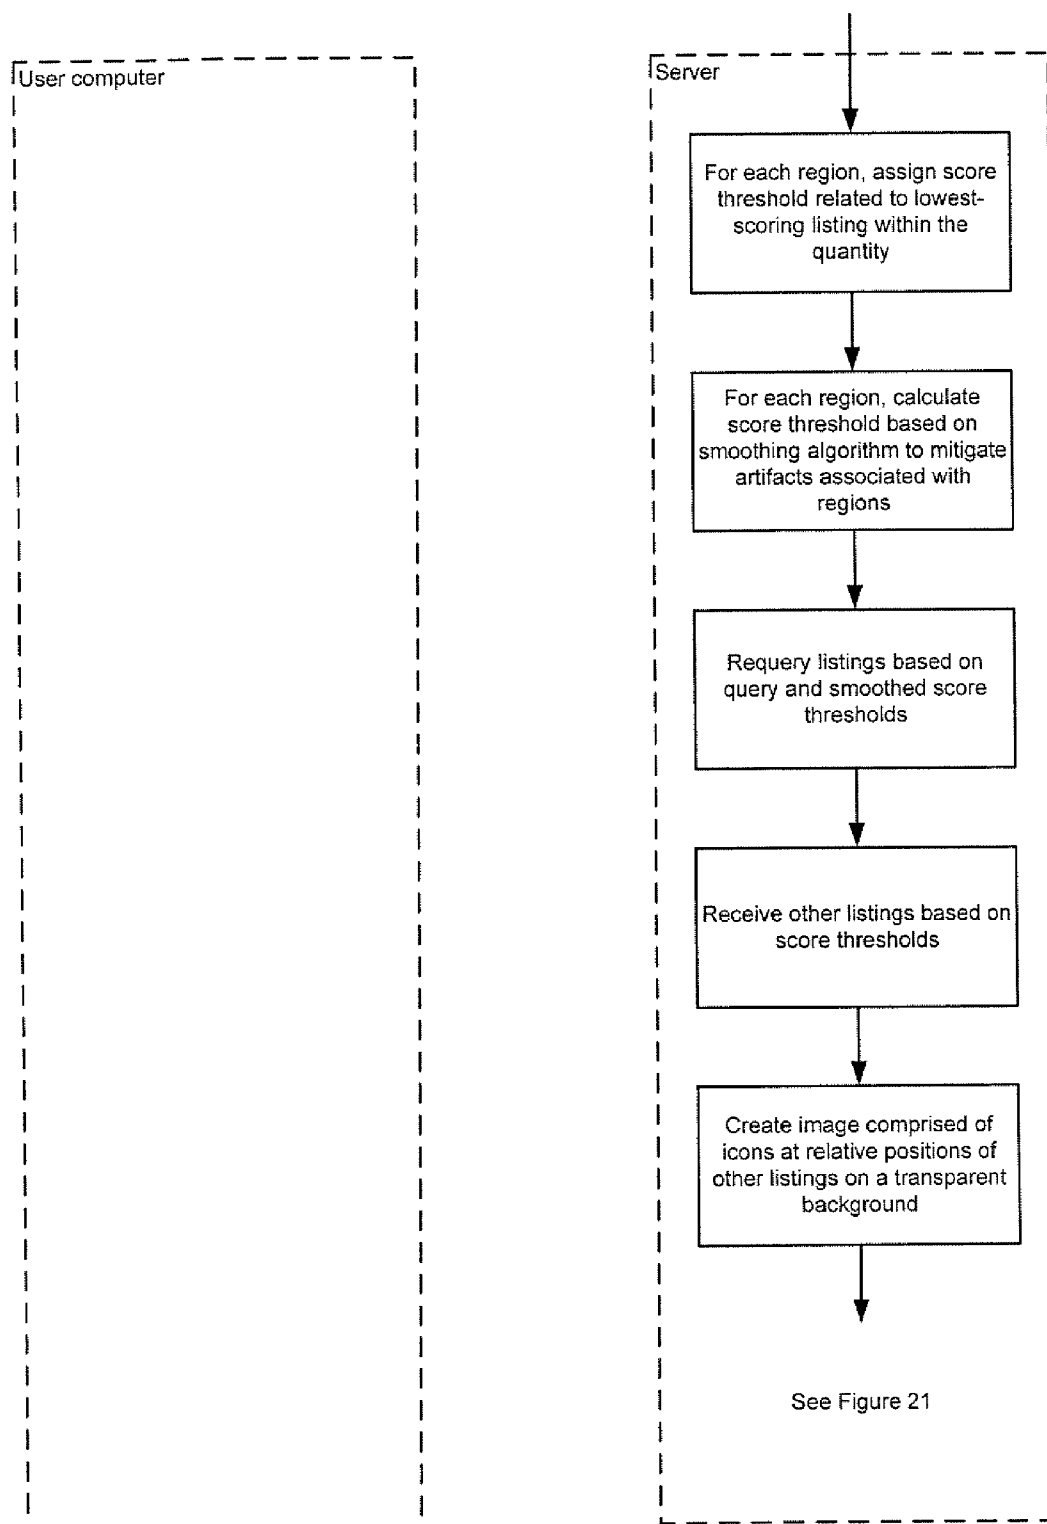 User computer
Server
For each region, assign score
threshold related to lowest-
scoring listing within the
quantity
For each region, calculate
score threshold based on
smoothing algorithm to mitigate
artifacts associated with
regions
Requery listings based on
query and smoothed score
thresholds
Receive other listings based on
score thresholds
Create image comprised of
icons at relative positions of
other listings on a transparent
background
See Figure 21